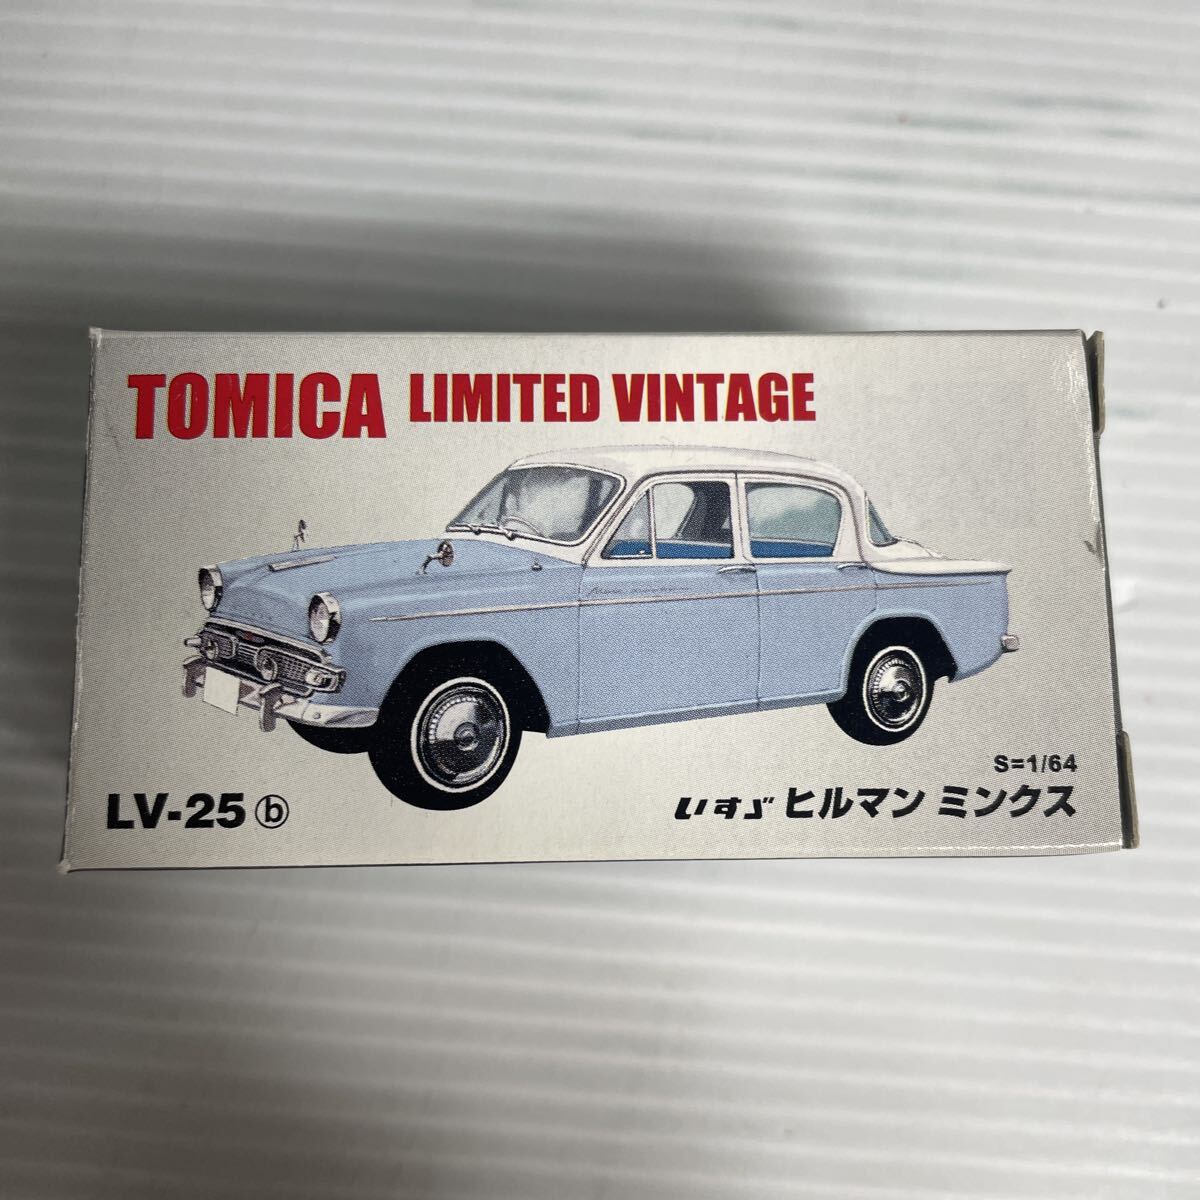 TOMICA LIMITED VINTAGE
S=1/64
LV-25 ⓑ
いすゞ ヒルマン ミンクス